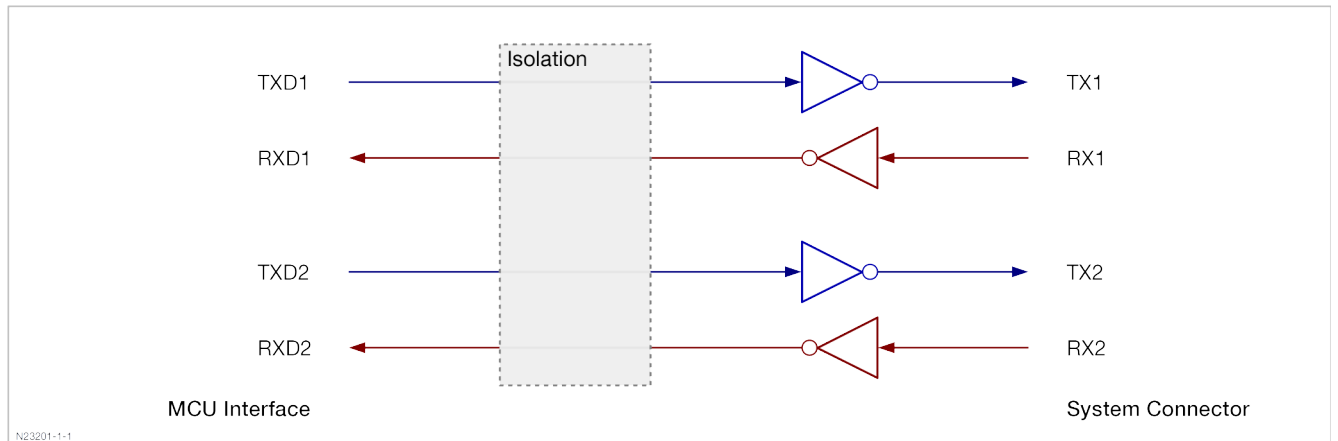 Isolation
TXD1 TX1
RXD1 RX1
TXD2 TX2
RXD2 RX2
MCU Interface System Connector
N23201-1-1